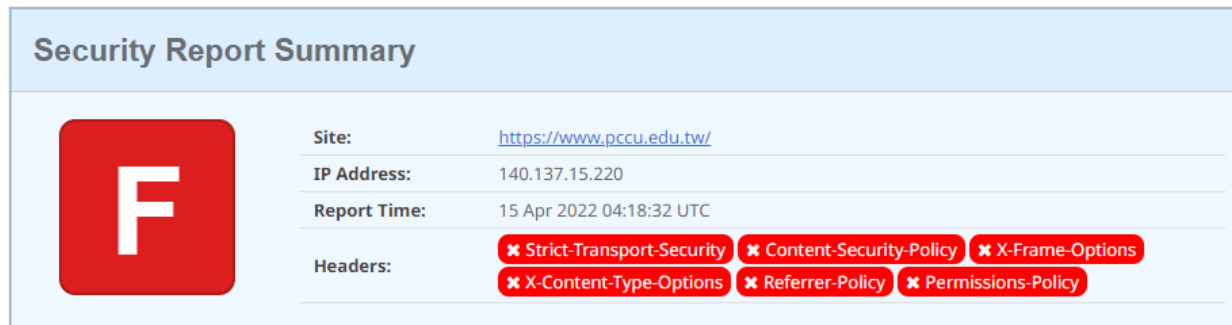 Security Report Summary
F
Site: https://www.pccu.edu.tw/
IP Address: 140.137.15.220
Report Time: 15 Apr 2022 04:18:32 UTC
Headers: ✖ Strict-Transport-Security ✖ Content-Security-Policy ✖ X-Frame-Options
✖ X-Content-Type-Options ✖ Referrer-Policy ✖ Permissions-Policy